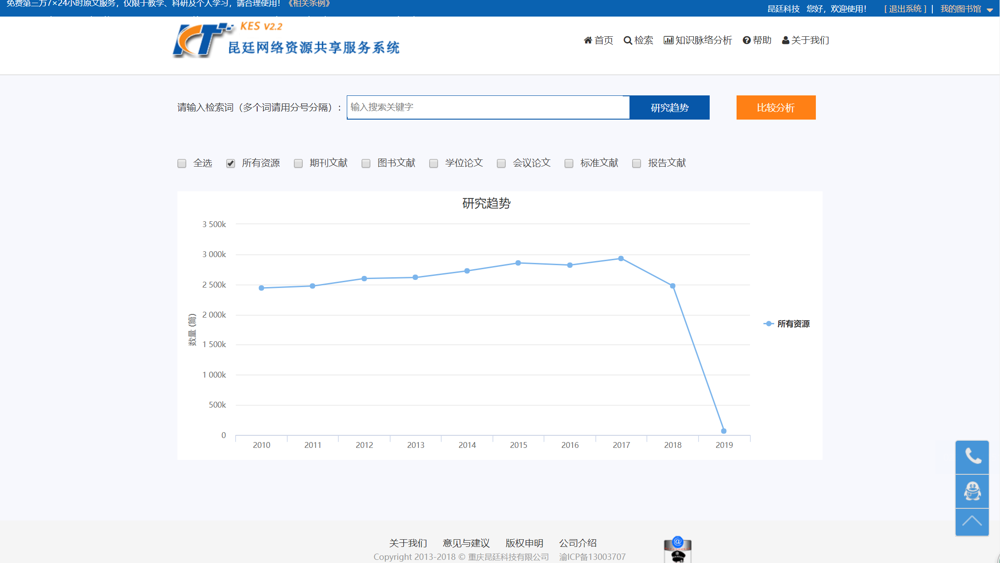 免费第三方7×24小时原文服务，仅限于教学、科研及个人学习，请合理使用！《相关条例》
昆廷科技 您好，欢迎使用！ [ 退出系统 ] | 我的图书馆
KES V2.2
昆廷网络资源共享服务系统
首页 检索 知识脉络分析 帮助 关于我们
请输入检索词（多个词请用分号分隔）: 输入搜索关键字 研究趋势 比较分析
全选 所有资源 期刊文献 图书文献 学位论文 会议论文 标准文献 报告文献
研究趋势
3 500k
3 000k
2 500k
2 000k
1 500k
1 000k
500k
0
数量 (篇)
2010 2011 2012 2013 2014 2015 2016 2017 2018 2019
所有资源
关于我们 意见与建议 版权申明 公司介绍
Copyright 2013-2018 © 重庆昆廷科技有限公司 渝ICP备13003707